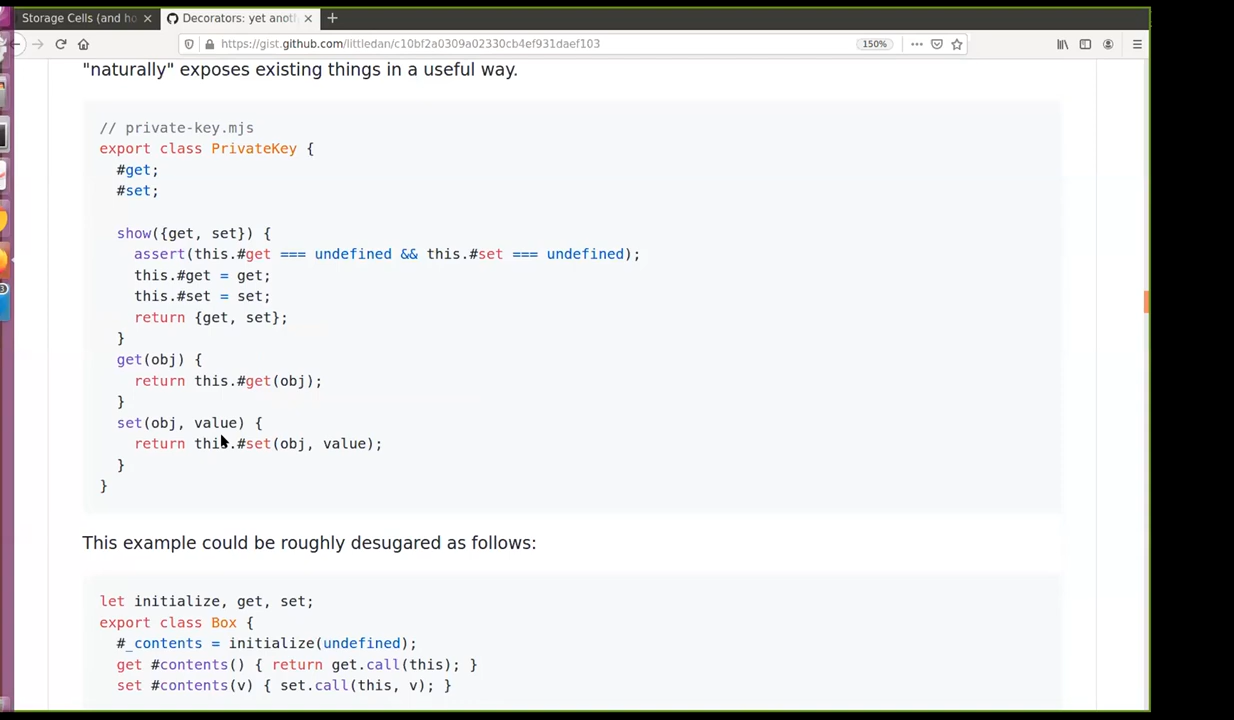 Storage Cells (and ho
Decorators: yet anoth
https://gist.github.com/littledan/c10bf2a0309a02330cb4ef931daef103
150%
"naturally" exposes existing things in a useful way.
// private-key.mjs
export class PrivateKey {
#get;
#set;
show({get, set}) {
assert(this.#get === undefined && this.#set === undefined);
this.#get = get;
this.#set = set;
return {get, set};
}
get(obj) {
return this.#get(obj);
}
set(obj, value) {
return this.#set(obj, value);
}
}
This example could be roughly desugared as follows:
let initialize, get, set;
export class Box {
#_contents = initialize(undefined);
get #contents() { return get.call(this); }
set #contents(v) { set.call(this, v); }